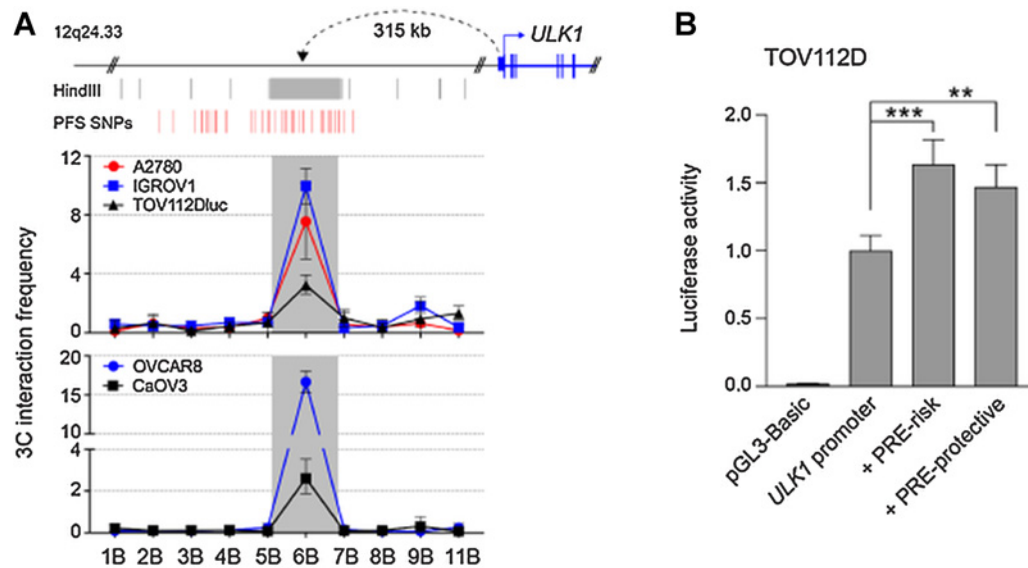 A
12q24.33
315 kb
ULK1
HindIII
PFS SNPs
3C interaction frequency
12
8
4
0
A2780
IGROV1
TOV112Dluc
20
15
10
4
2
0
OVCAR8
CaOV3
1B 2B 3B 4B 5B 6B 7B 8B 9B 11B
B
TOV112D
Luciferase activity
2.0
1.5
1.0
0.5
0.0
***
**
pGL3-Basic
ULK1 promoter
+ PRE-risk
+ PRE-protective